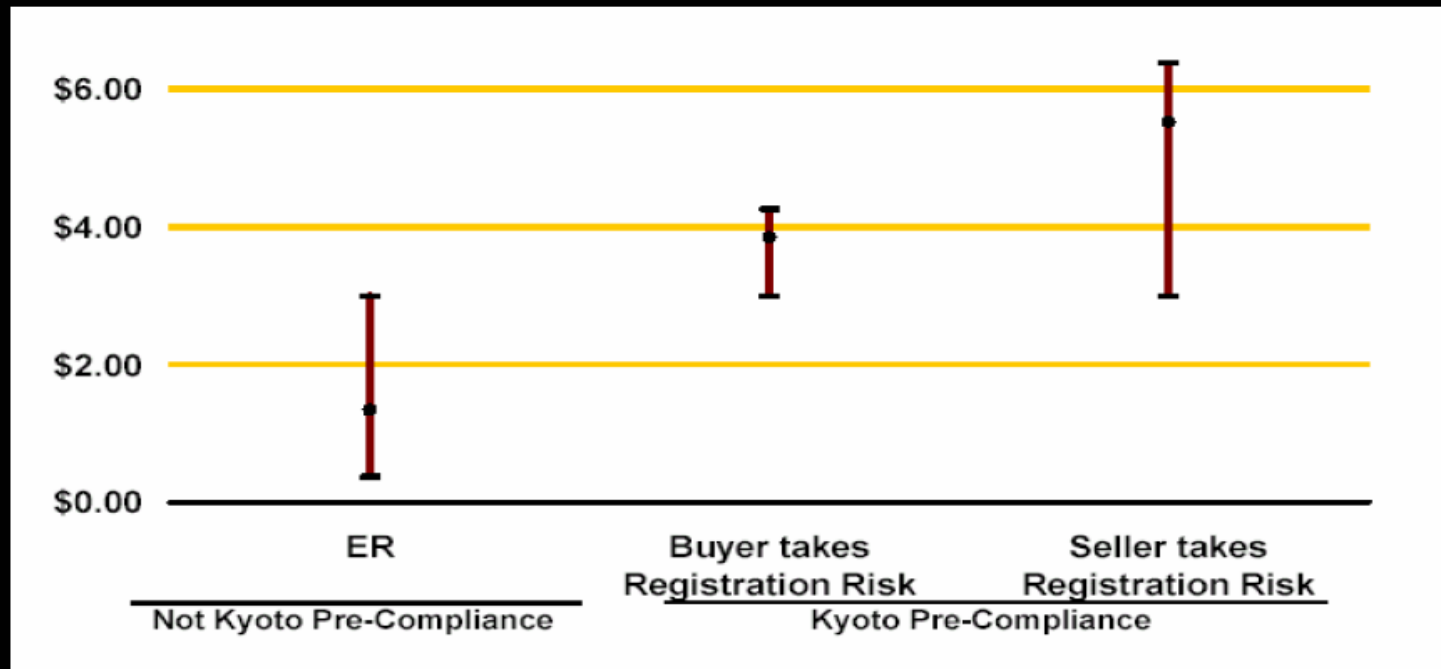 $6.00
$4.00
$2.00
$0.00
ER
Buyer takes
Registration Risk
Seller takes
Registration Risk
Not Kyoto Pre-Compliance
Kyoto Pre-Compliance